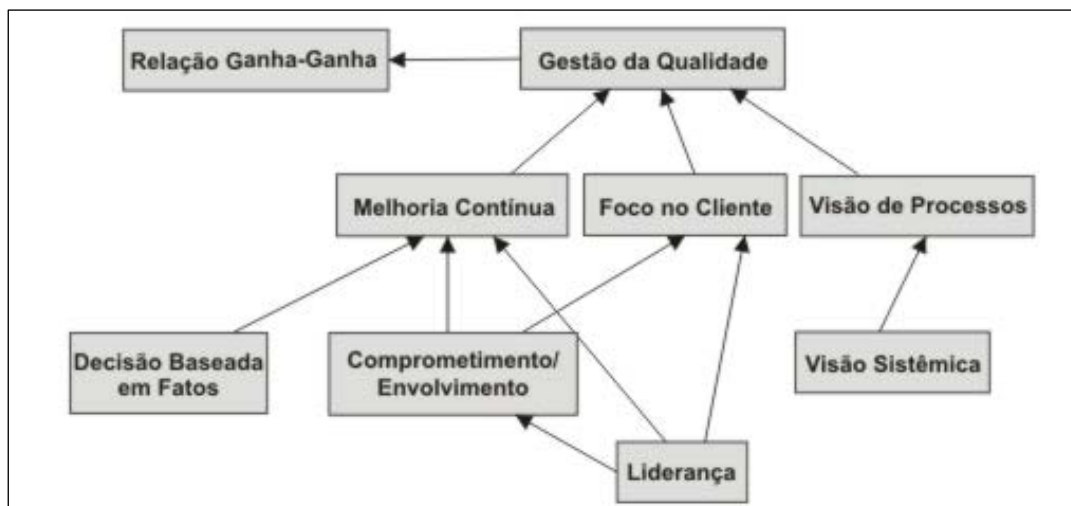 Relação Ganha-Ganha
Gestão da Qualidade
Melhoria Contínua
Foco no Cliente
Visão de Processos
Decisão Baseada
em Fatos
Comprometimento/
Envolvimento
Visão Sistêmica
Liderança